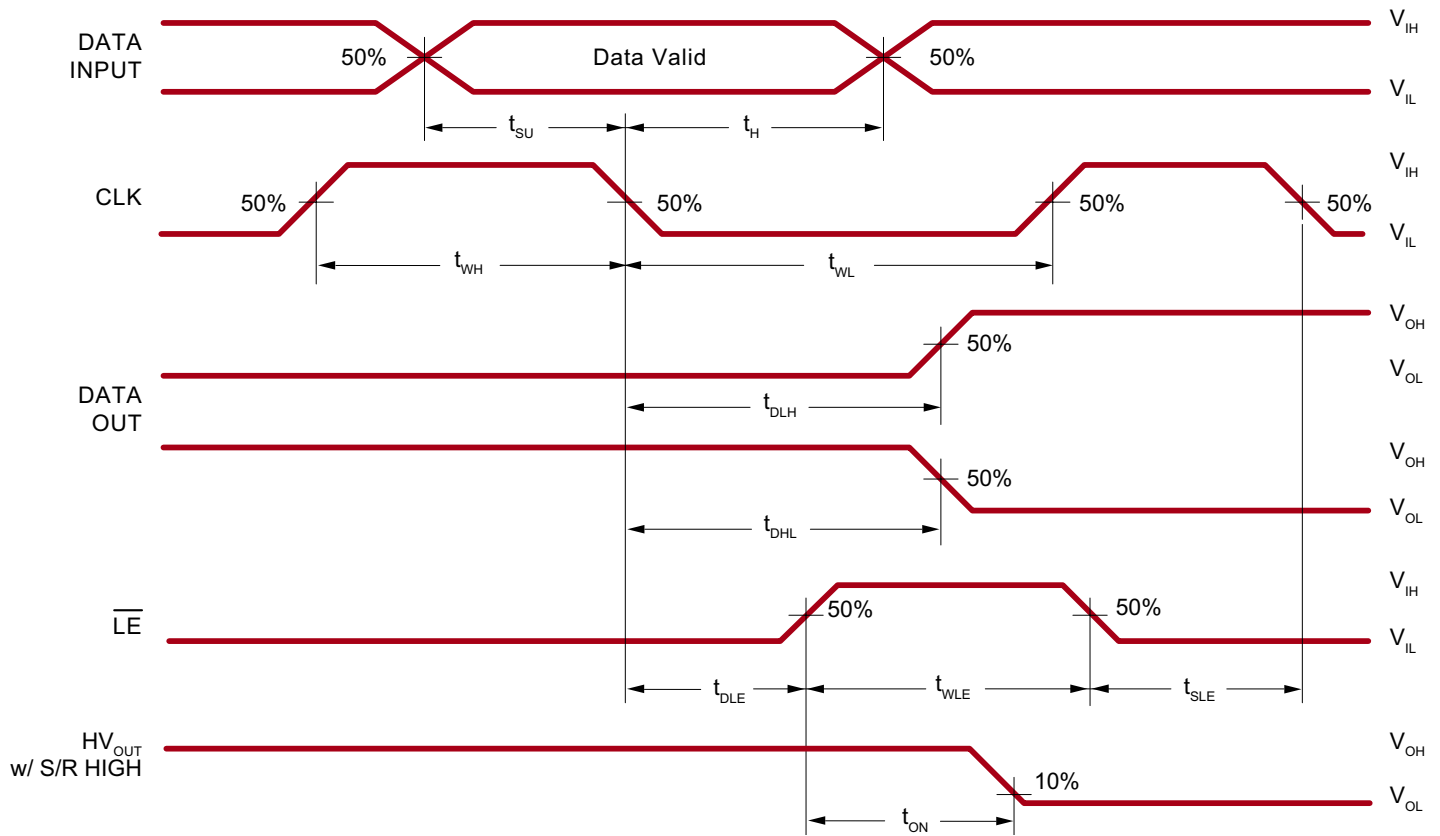 DATA
INPUT
50%
Data Valid
50%
V_IH
V_IL
t_SU
t_H
CLK
50%
50%
50%
50%
V_IH
V_IL
t_WH
t_WL
DATA
OUT
50%
V_OH
V_OL
t_DLH
50%
V_OH
V_OL
t_DHL
LE
50%
50%
V_IH
V_IL
t_DLE
t_WLE
t_SLE
HV_OUT
w/ S/R HIGH
10%
V_OH
V_OL
t_ON